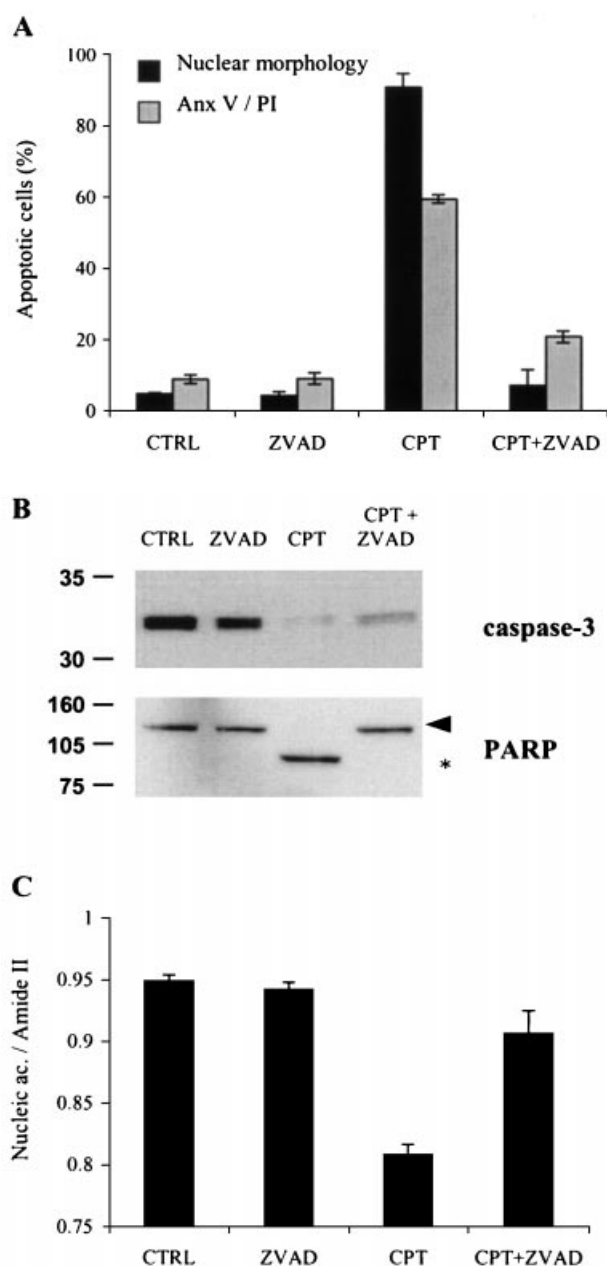 A
100
80
60
40
20
0
Apoptotic cells (%)
Nuclear morphology
Anx V / PI
CTRL ZVAD CPT CPT+ZVAD
B
CTRL ZVAD CPT CPT + ZVAD
35
30
caspase-3
160
105
75
PARP
*
C
1
0.95
0.9
0.85
0.8
0.75
Nucleic ac. / Amide II
CTRL ZVAD CPT CPT+ZVAD